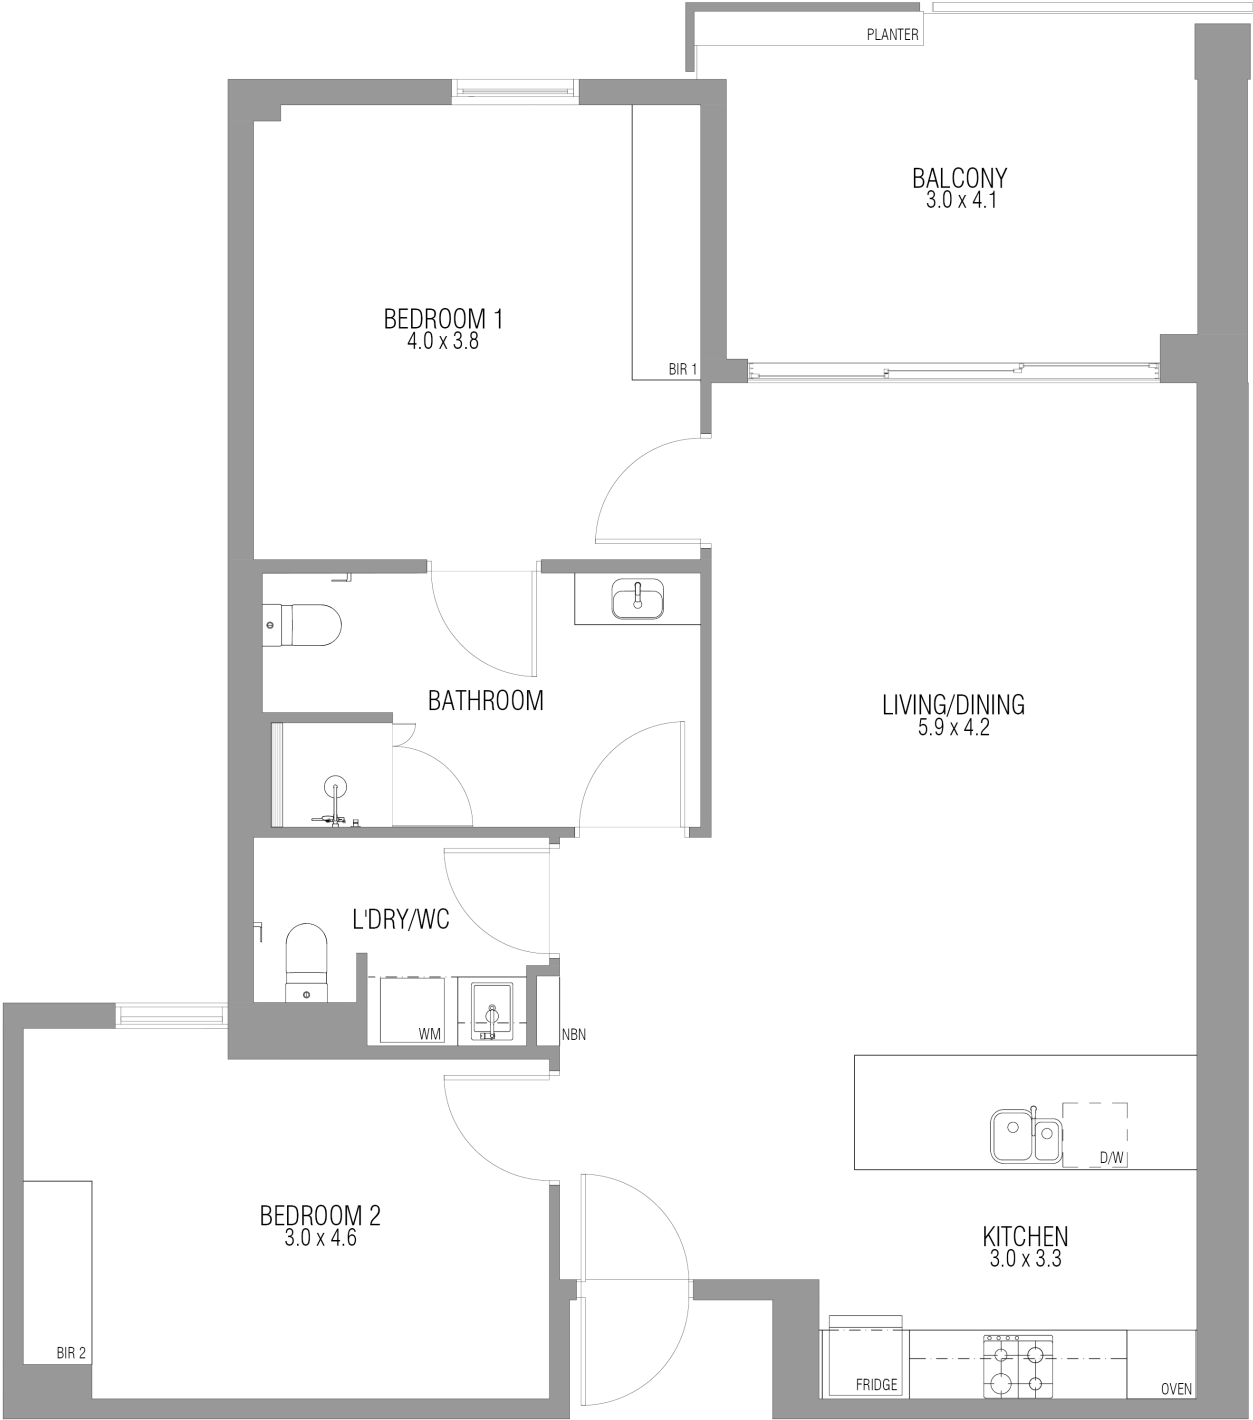 PLANTER
BALCONY
3.0 x 4.1
BEDROOM 1
4.0 x 3.8
BIR 1
BATHROOM
LIVING/DINING
5.9 x 4.2
L'DRY/WC
WM
NBN
D/W
BEDROOM 2
3.0 x 4.6
KITCHEN
3.0 x 3.3
BIR 2
FRIDGE
OVEN